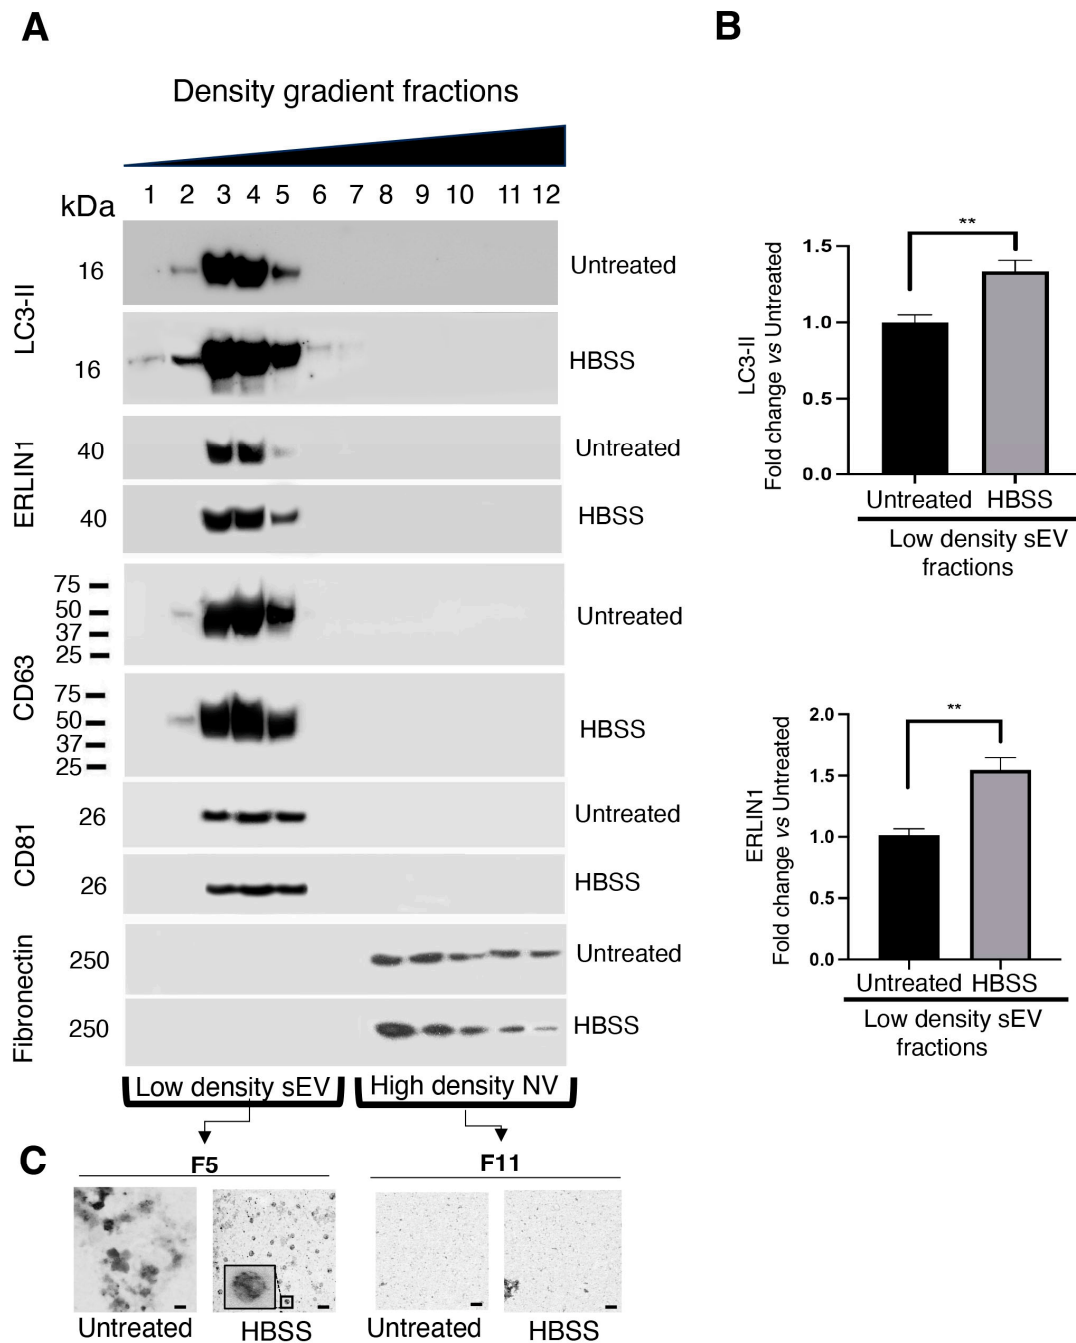 A
B
Density gradient fractions
1 2 3 4 5 6 7 8 9 10 11 12
kDa
LC3-II
16
Untreated
16
HBSS
ERLIN1
40
Untreated
40
HBSS
CD63
75
50
37
25
Untreated
75
50
37
25
HBSS
CD81
26
Untreated
26
HBSS
Fibronectin
250
Untreated
250
HBSS
Low density sEV
High density NV
LC3-II
Fold change vs Untreated
**
1.5
1.0
0.5
0.0
Untreated HBSS
Low density sEV
fractions
ERLIN1
Fold change vs Untreated
**
2.0
1.5
1.0
0.5
0.0
Untreated HBSS
Low density sEV
fractions
C
F5
F11
Untreated
HBSS
Untreated
HBSS